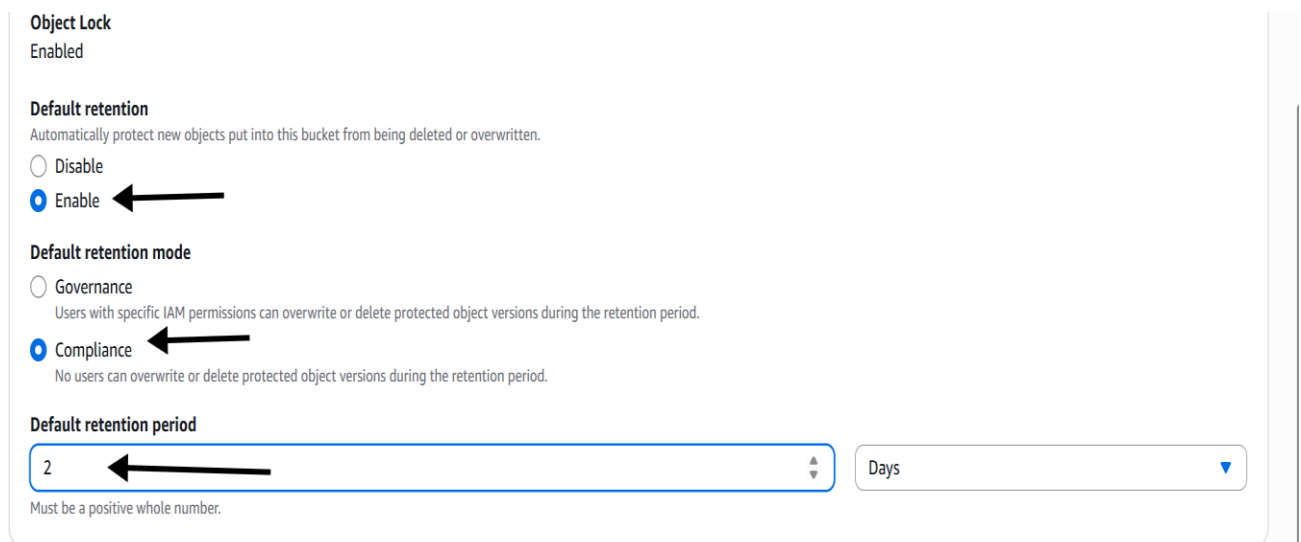 Object Lock
Enabled
Default retention
Automatically protect new objects put into this bucket from being deleted or overwritten.
Disable
Enable
Default retention mode
Governance
Users with specific IAM permissions can overwrite or delete protected object versions during the retention period.
Compliance
No users can overwrite or delete protected object versions during the retention period.
Default retention period
2 Days
Must be a positive whole number.